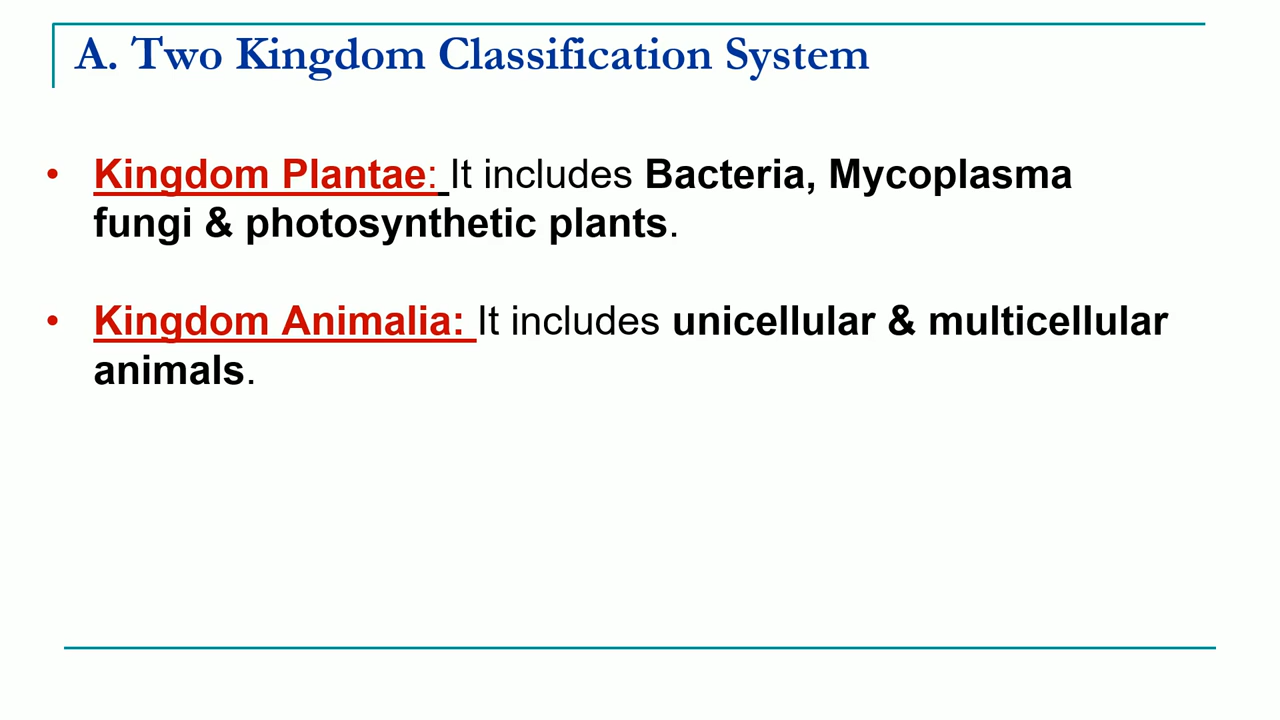 A. Two Kingdom Classification System
• Kingdom Plantae: It includes Bacteria, Mycoplasma
fungi & photosynthetic plants.
• Kingdom Animalia: It includes unicellular & multicellular
animals.